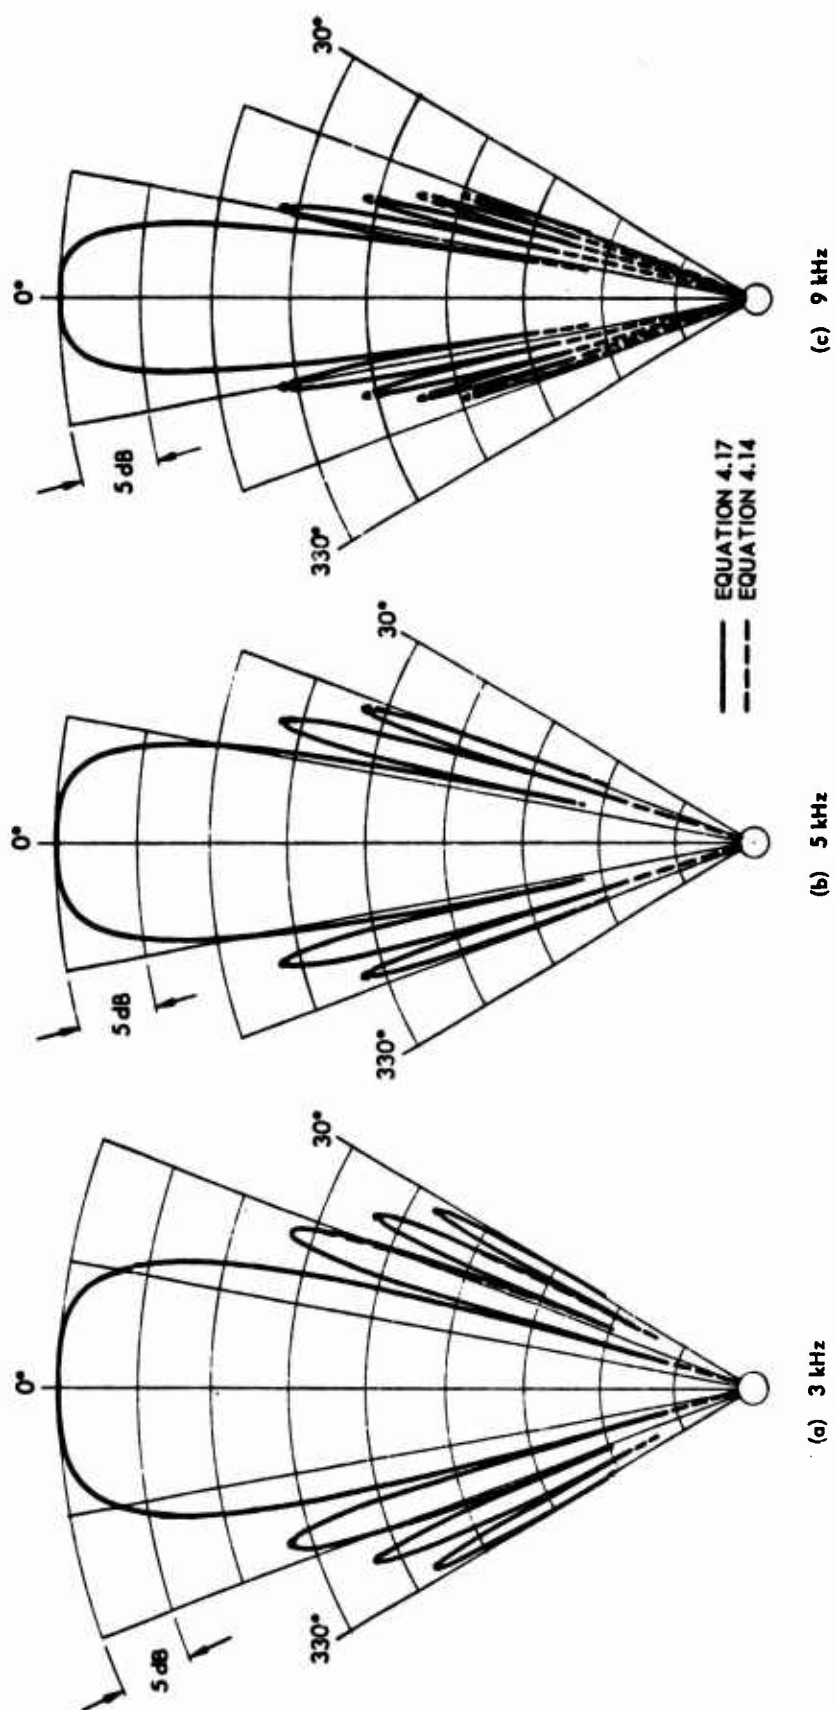 0°
30°
330°
5 dB
(a) 3 kHz
0°
30°
330°
5 dB
(b) 5 kHz
0°
30°
330°
5 dB
(c) 9 kHz
EQUATION 4.17
EQUATION 4.14